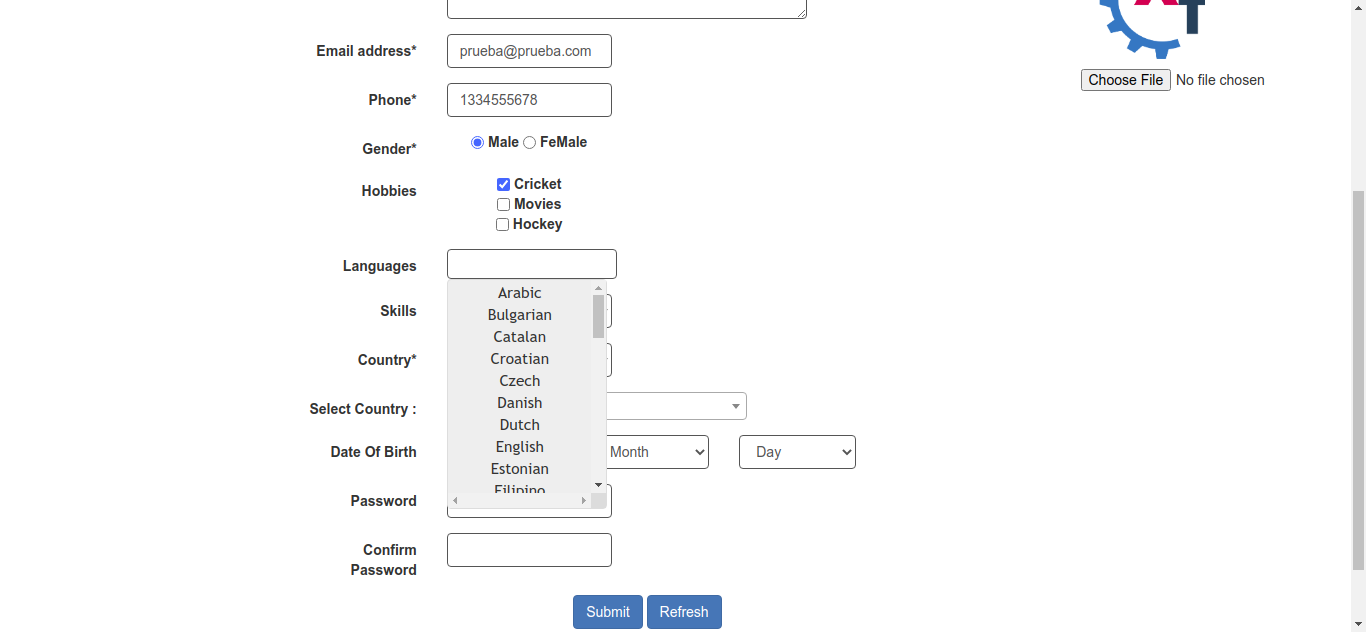 Email address* prueba@prueba.com
Choose File No file chosen
Phone* 1334555678
Gender* Male FeMale
Hobbies Cricket
Movies
Hockey
Languages
Arabic
Skills Bulgarian
Catalan
Country* Croatian
Czech
Select Country : Danish
Dutch
Date Of Birth English Month Day
Estonian
Password Filipino
Confirm
Password
Submit Refresh